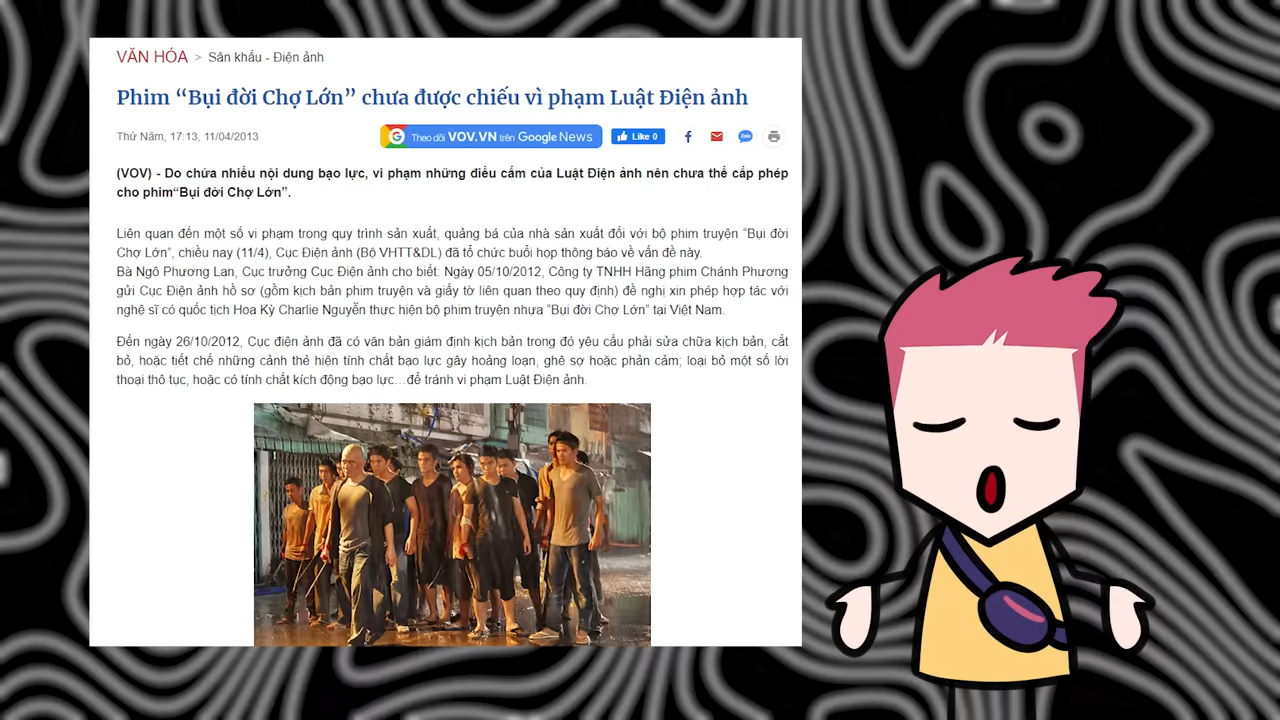 VĂN HÓA > Sân khấu - Điện ảnh
Phim “Bụi đời Chợ Lớn” chưa được chiếu vì phạm Luật Điện ảnh
Thứ Năm, 17:13, 11/04/2013
Theo dõi VOV.VN trên Google News
Like 0
Zalo
(VOV) - Do chứa nhiều nội dung bạo lực, vi phạm những điều cấm của Luật Điện ảnh nên chưa thể cấp phép
cho phim“Bụi đời Chợ Lớn”.
Liên quan đến một số vi phạm trong quy trình sản xuất, quảng bá của nhà sản xuất đối với bộ phim truyện “Bụi đời
Chợ Lớn”, chiều nay (11/4), Cục Điện ảnh (Bộ VHTT&DL) đã tổ chức buổi họp thông báo về vấn đề này.
Bà Ngô Phương Lan, Cục trưởng Cục Điện ảnh cho biết: Ngày 05/10/2012, Công ty TNHH Hãng phim Chánh Phương
gửi Cục Điện ảnh hồ sơ (gồm kịch bản phim truyện và giấy tờ liên quan theo quy định) đề nghị xin phép hợp tác với
nghệ sĩ có quốc tịch Hoa Kỳ Charlie Nguyễn thực hiện bộ phim truyện nhựa “Bụi đời Chợ Lớn” tại Việt Nam.
Đến ngày 26/10/2012, Cục điện ảnh đã có văn bản giám định kịch bản trong đó yêu cầu phải sửa chữa kịch bản, cắt
bỏ, hoặc tiết chế những cảnh thể hiện tính chất bạo lực gây hoảng loạn, ghê sợ hoặc phản cảm; loại bỏ một số lời
thoại thô tục, hoặc có tính chất kích động bạo lực…để tránh vi phạm Luật Điện ảnh.